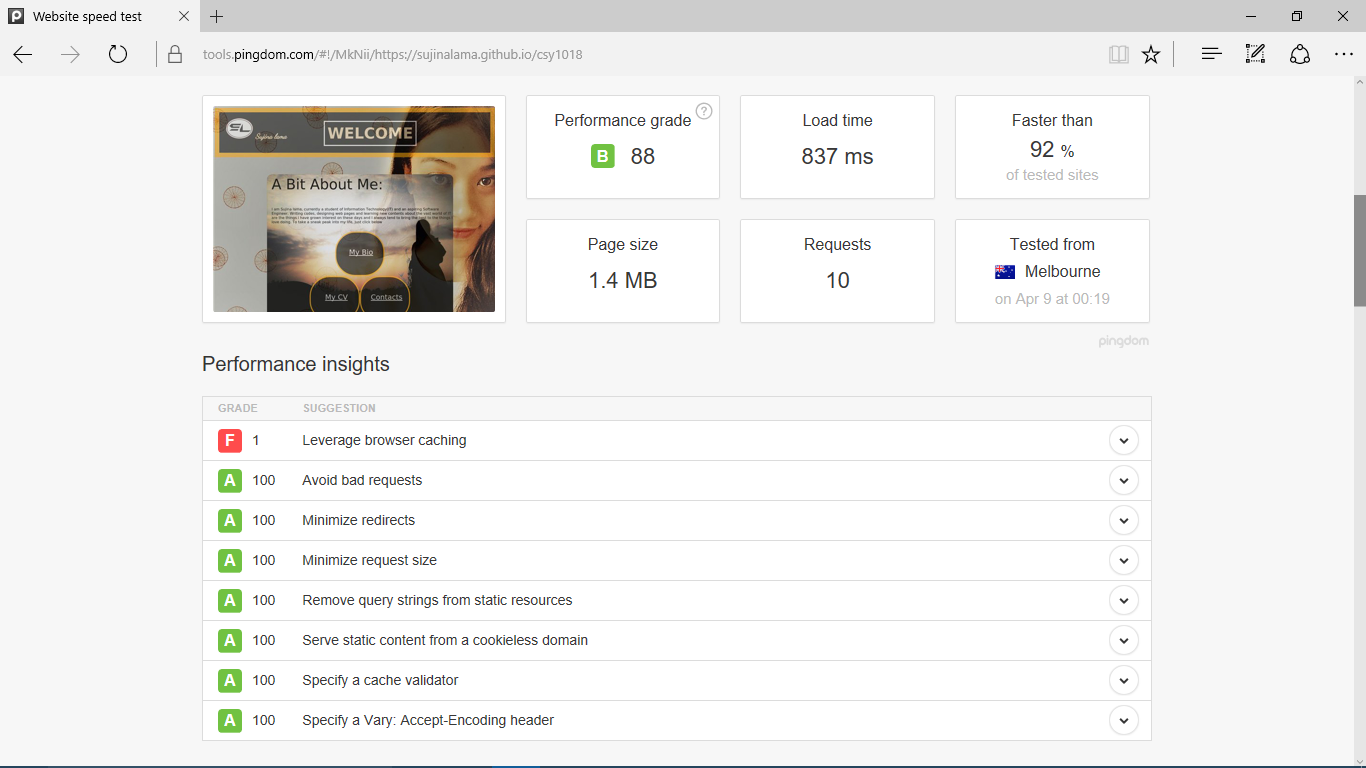 Website speed test
tools.pingdom.com/#!/MkNii/https://sujinalama.github.io/csy1018
SL
Sujina lama
WELCOME
A Bit About Me:
My Bio
My CV
Contacts
Performance grade ?
B 88
Load time
837 ms
Faster than
92 %
of tested sites
Page size
1.4 MB
Requests
10
Tested from
Melbourne
on Apr 9 at 00:19
pingdom
Performance insights
GRADE SUGGESTION
F 1 Leverage browser caching
A 100 Avoid bad requests
A 100 Minimize redirects
A 100 Minimize request size
A 100 Remove query strings from static resources
A 100 Serve static content from a cookieless domain
A 100 Specify a cache validator
A 100 Specify a Vary: Accept-Encoding header